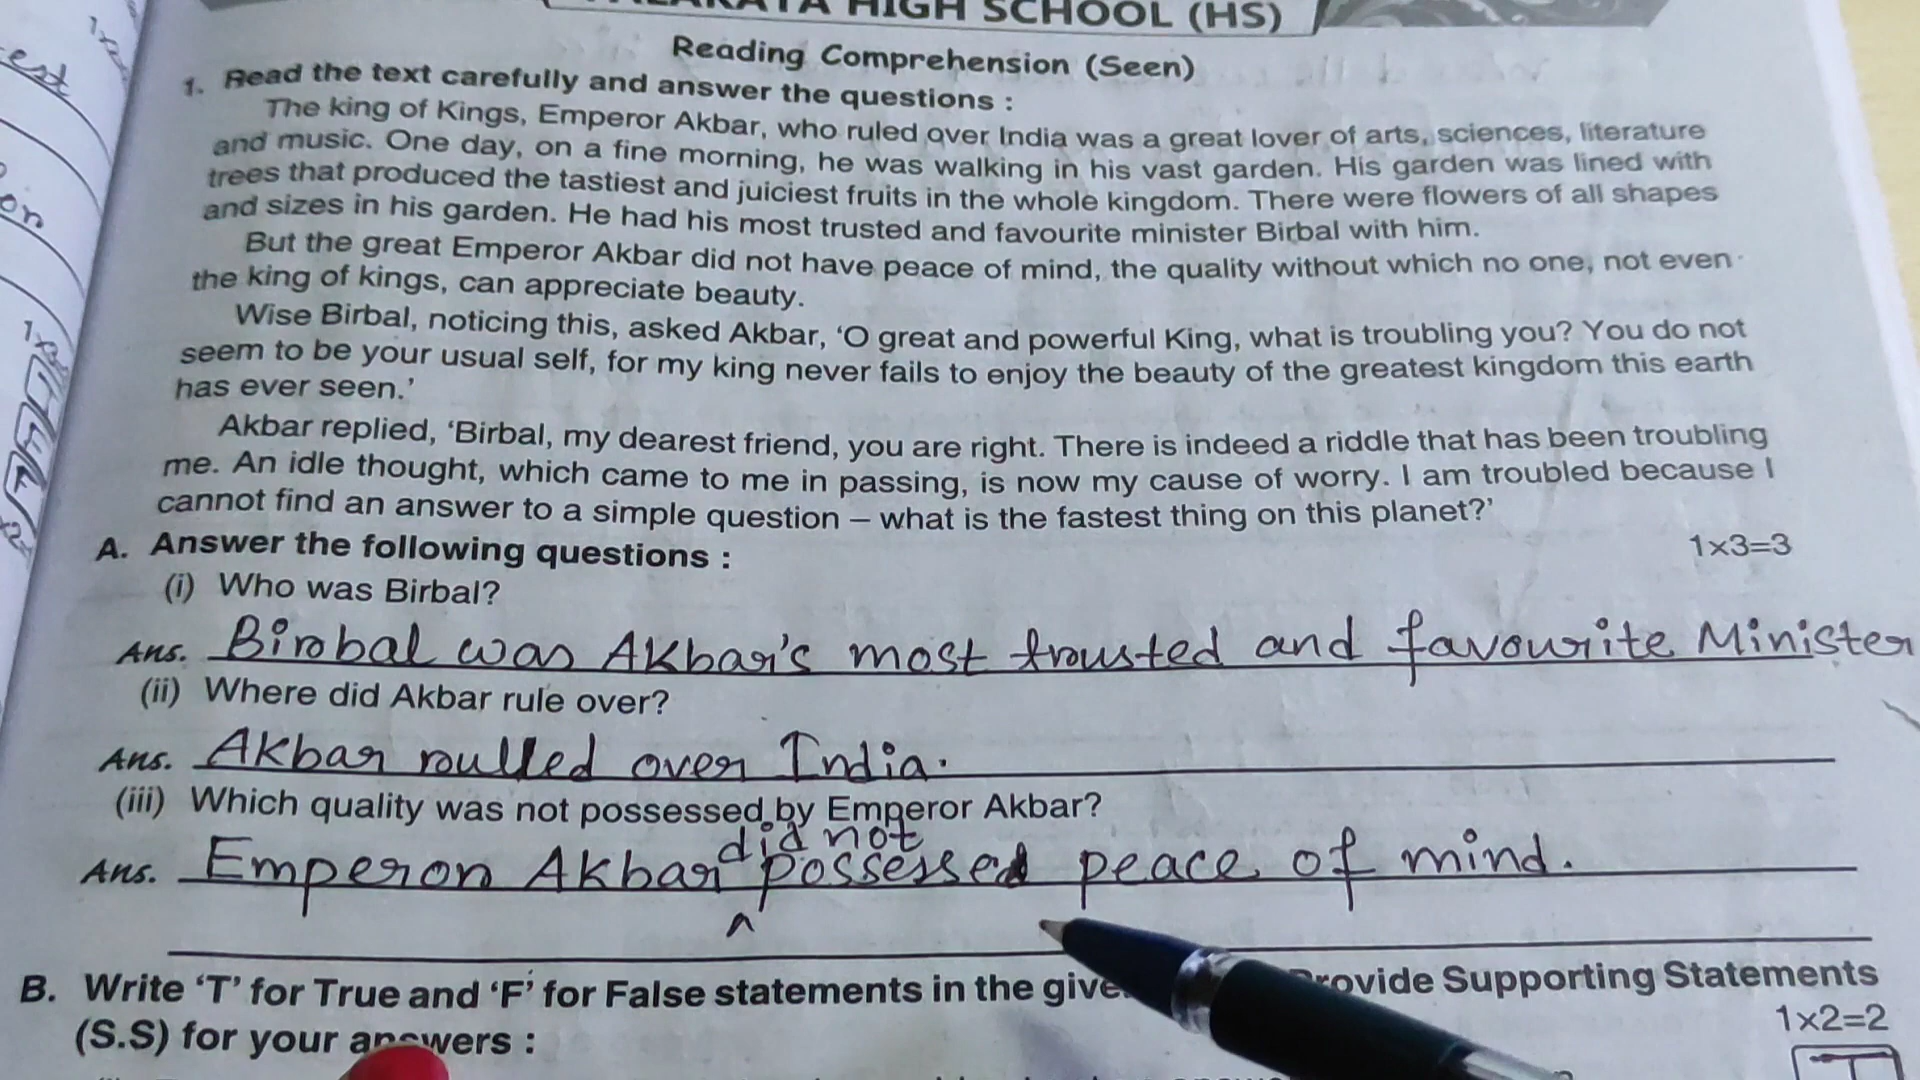 HIGH SCHOOL (HS)
Reading Comprehension (Seen)
1. Read the text carefully and answer the questions :
The king of Kings, Emperor Akbar, who ruled over India was a great lover of arts, sciences, literature
and music. One day, on a fine morning, he was walking in his vast garden. His garden was lined with
trees that produced the tastiest and juiciest fruits in the whole kingdom. There were flowers of all shapes
and sizes in his garden. He had his most trusted and favourite minister Birbal with him.
But the great Emperor Akbar did not have peace of mind, the quality without which no one, not even
the king of kings, can appreciate beauty.
Wise Birbal, noticing this, asked Akbar, ‘O great and powerful King, what is troubling you? You do not
seem to be your usual self, for my king never fails to enjoy the beauty of the greatest kingdom this earth
has ever seen.’
Akbar replied, ‘Birbal, my dearest friend, you are right. There is indeed a riddle that has been troubling
me. An idle thought, which came to me in passing, is now my cause of worry. I am troubled because I
cannot find an answer to a simple question – what is the fastest thing on this planet?’
A. Answer the following questions : 1×3=3
(i) Who was Birbal?
Ans. Birbal was Akbar's most trusted and favourite Minister
(ii) Where did Akbar rule over?
Ans. Akbar rulled over India.
(iii) Which quality was not possessed by Emperor Akbar?
did not
Ans. Emperor Akbar possessed peace of mind.
B. Write ‘T’ for True and ‘F’ for False statements in the Provide Supporting Statements
(S.S) for your answers : 1×2=2
T